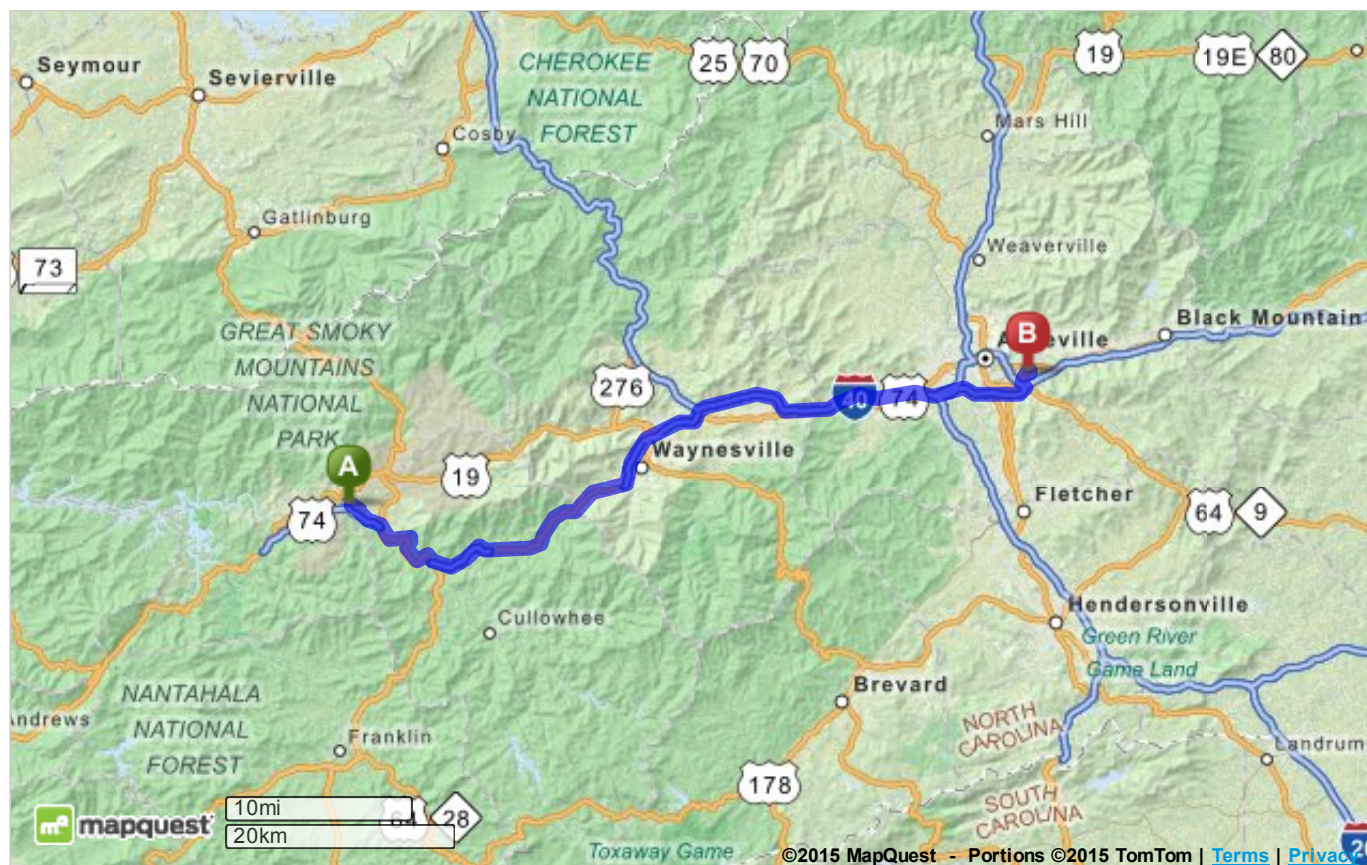 CHEROKEE
NATIONAL
FOREST
25
70
19
19E
80
Seymour
Sevierville
Cosby
Mars Hill
Gatlinburg
Weaverville
73
GREAT SMOKY
MOUNTAINS
NATIONAL
PARK
B
Black Mountain
276
40
74
A
Waynesville
19
74
Fletcher
64
9
Cullowhee
Hendersonville
Green River
Game Land
NANTAHALA
NATIONAL
FOREST
Andrews
Franklin
Brevard
NORTH
CAROLINA
Landrum
178
SOUTH
CAROLINA
mapquest
10mi
20km
64
28
Toxaway Game
©2015 MapQuest - Portions ©2015 TomTom | Terms | Privacy